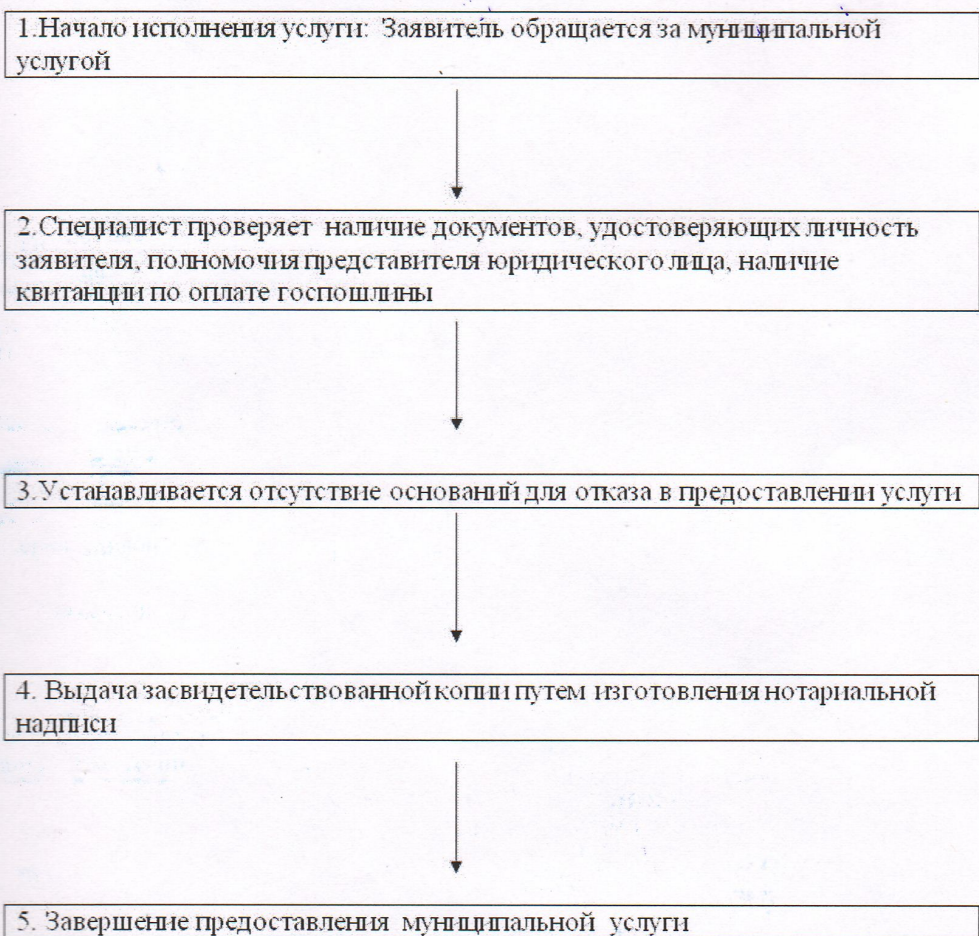 1.Начало исполнения услуги: Заявитель обращается за муниципальной
услугой
2.Специалист проверяет наличие документов, удостоверяющих личность
заявителя, полномочия представителя юридического лица, наличие
квитанции по оплате госпошлины
3.Устанавливается отсутствие оснований для отказа в предоставлении услуги
4. Выдача засвидетельствованной копии путем изготовления нотариальной
надписи
5. Завершение предоставления муниципальной услуги